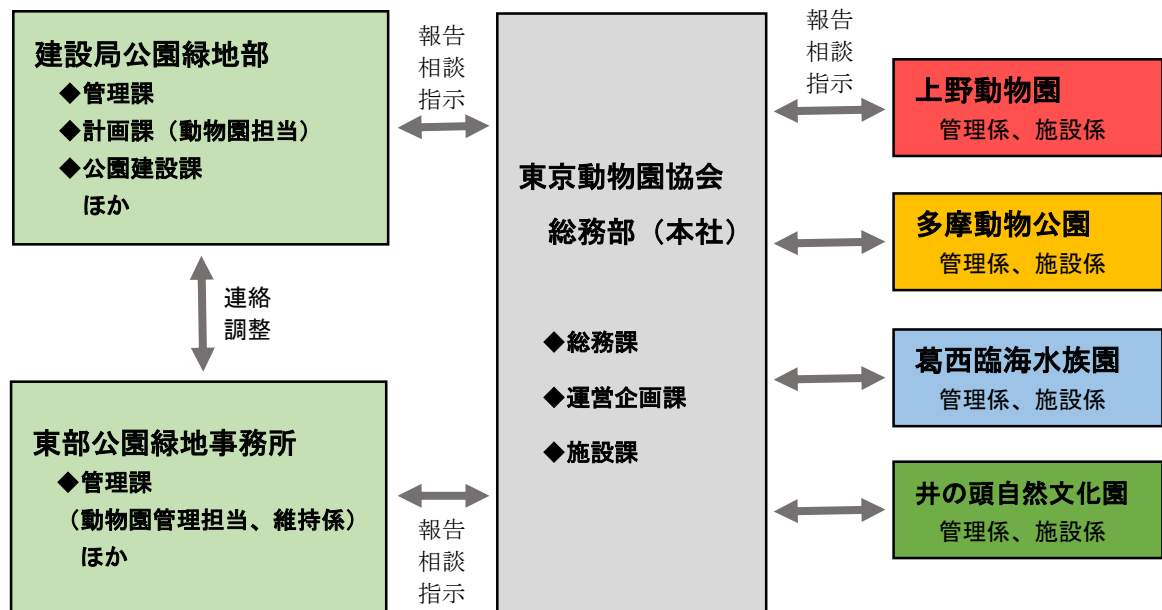 建設局公園緑地部
◆管理課
◆計画課(動物園担当)
◆公園建設課
ほか
報告
相談
指示
連絡
調整
東部公園緑地事務所
◆管理課
(動物園管理担当、維持係)
ほか
報告
相談
指示
東京動物園協会
総務部(本社)
◆総務課
◆運営企画課
◆施設課
報告
相談
指示
上野動物園
管理係、施設係
多摩動物公園
管理係、施設係
葛西臨海水族園
管理係、施設係
井の頭自然文化園
管理係、施設係